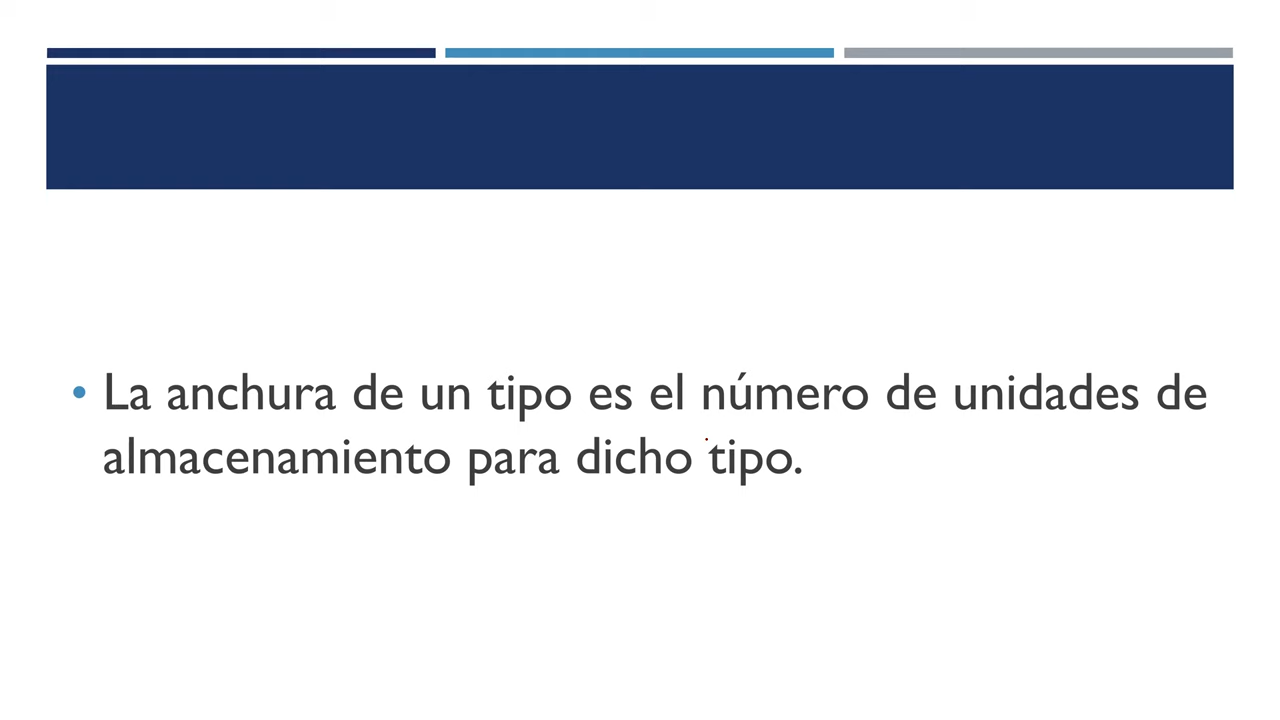 • La anchura de un tipo es el número de unidades de
almacenamiento para dicho tipo.